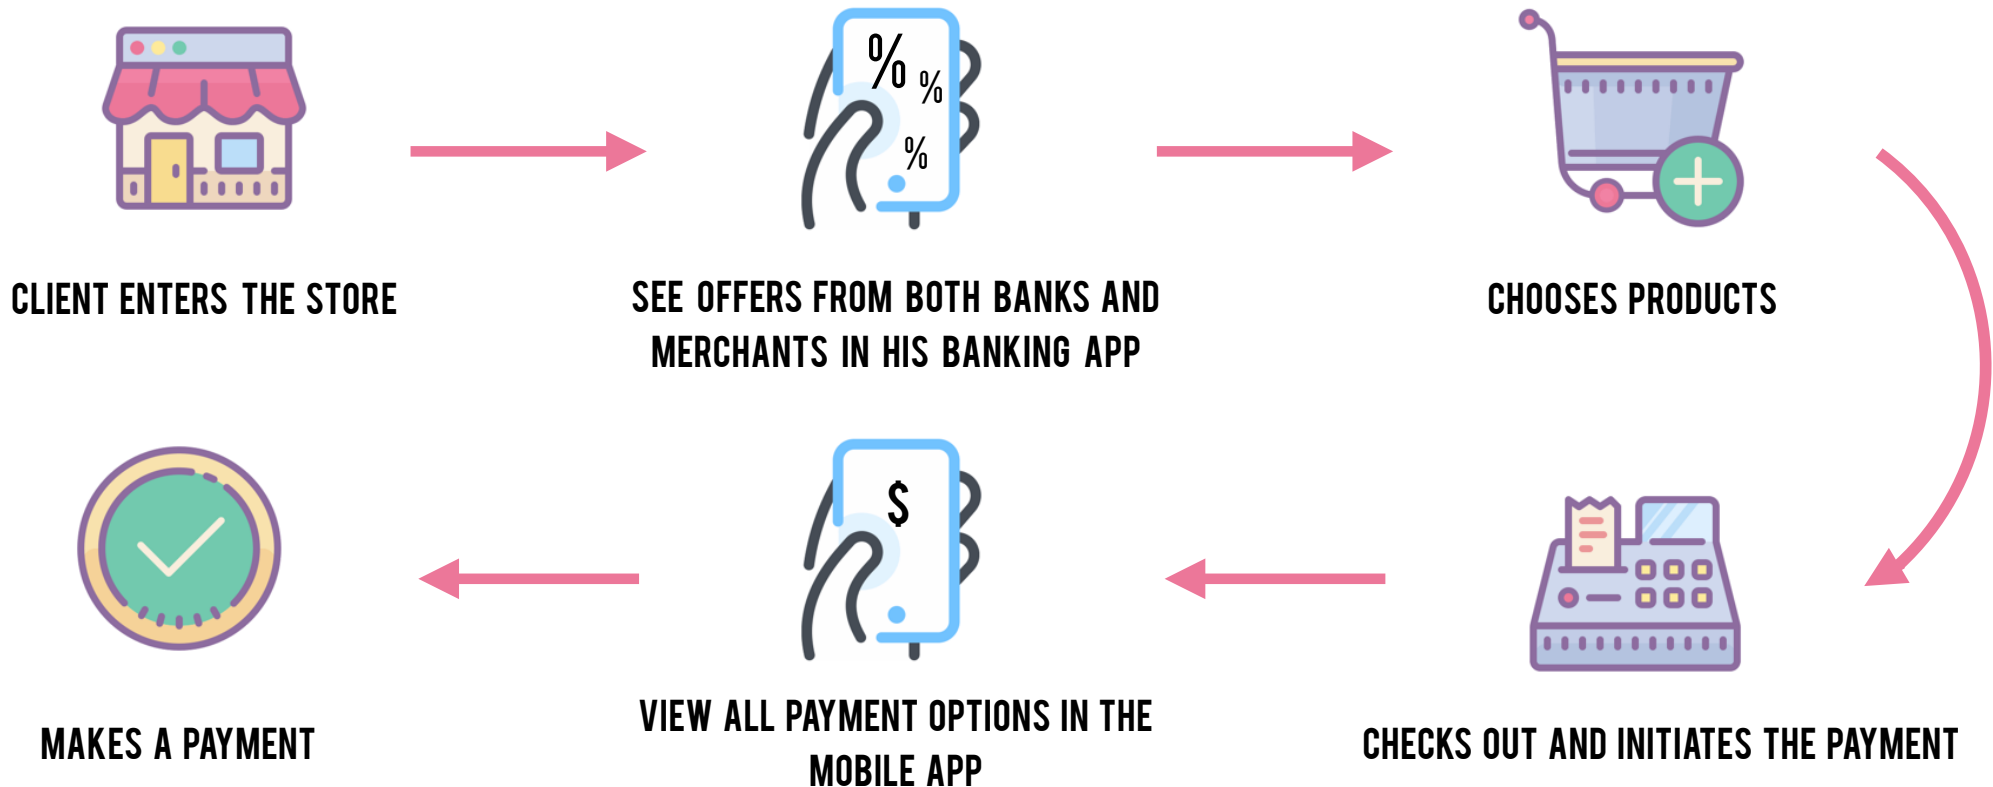 %
%
%
CLIENT ENTERS THE STORE
SEE OFFERS FROM BOTH BANKS AND
MERCHANTS IN HIS BANKING APP
CHOOSES PRODUCTS
CHECKS OUT AND INITIATES THE PAYMENT
$
VIEW ALL PAYMENT OPTIONS IN THE
MOBILE APP
MAKES A PAYMENT